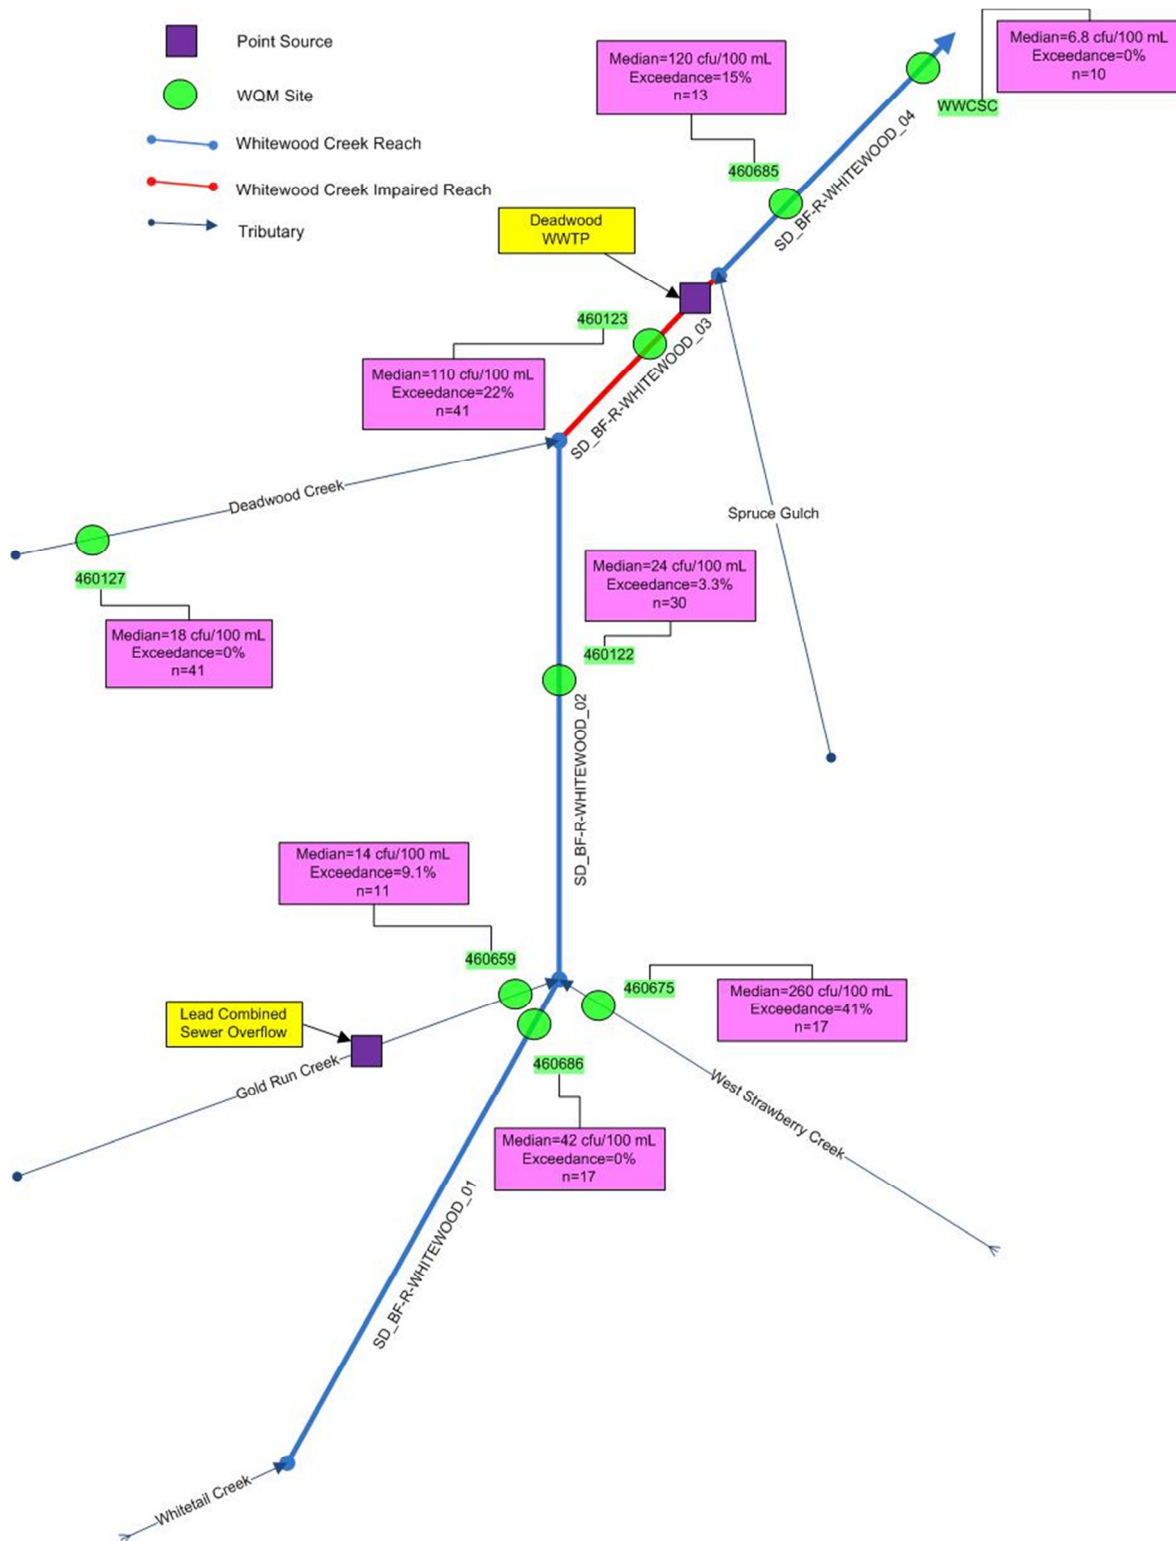 Point Source
WQM Site
Whitewood Creek Reach
Whitewood Creek Impaired Reach
Tributary
Median=6.8 cfu/100 mL
Exceedance=0%
n=10
WWCSC
Median=120 cfu/100 mL
Exceedance=15%
n=13
460685
SD_BF-R-WHITEWOOD_04
Deadwood
WWTP
460123
Median=110 cfu/100 mL
Exceedance=22%
n=41
SD_BF-R-WHITEWOOD_03
Deadwood Creek
Spruce Gulch
460127
Median=18 cfu/100 mL
Exceedance=0%
n=41
Median=24 cfu/100 mL
Exceedance=3.3%
n=30
460122
SD_BF-R-WHITEWOOD_02
Median=14 cfu/100 mL
Exceedance=9.1%
n=11
460659
460675
Median=260 cfu/100 mL
Exceedance=41%
n=17
Lead Combined
Sewer Overflow
Gold Run Creek
460686
Median=42 cfu/100 mL
Exceedance=0%
n=17
West Strawberry Creek
SD_BF-R-WHITEWOOD_01
Whitetail Creek